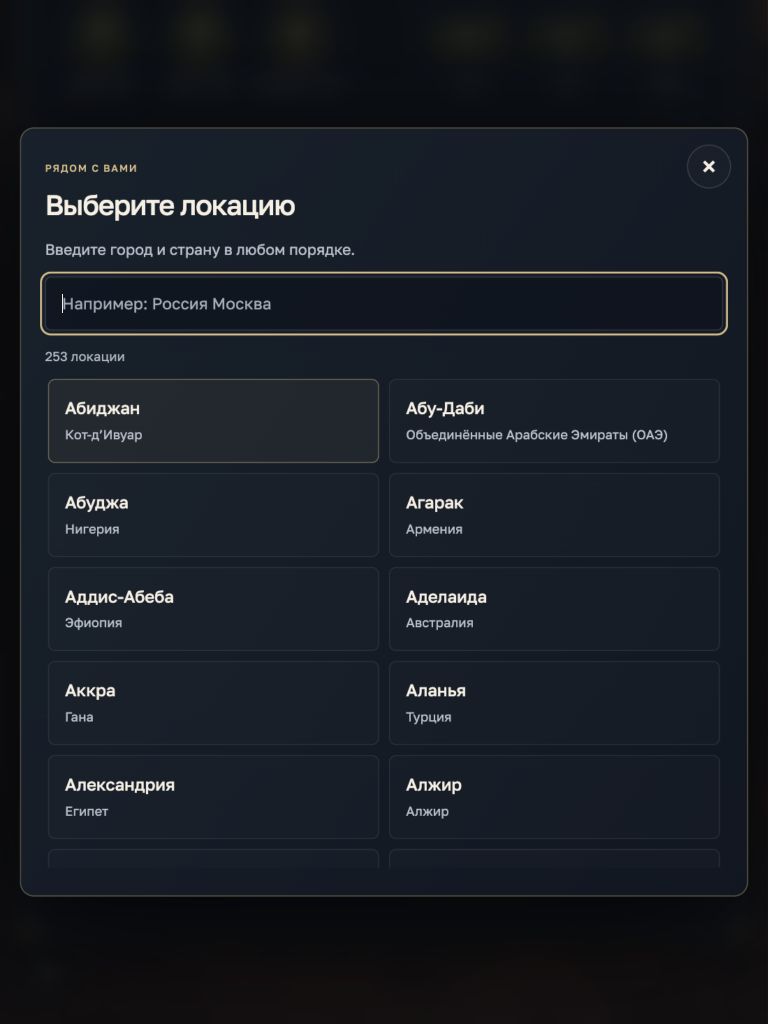 РЯДОМ С ВАМИ
Выберите локацию
Введите город и страну в любом порядке.
Например: Россия Москва
253 локации
Абиджан
Кот-д’Ивуар
Абу-Даби
Объединённые Арабские Эмираты (ОАЭ)
Абуджа
Нигерия
Агарак
Армения
Аддис-Абеба
Эфиопия
Аделаида
Австралия
Аккра
Гана
Аланья
Турция
Александрия
Египет
Алжир
Алжир